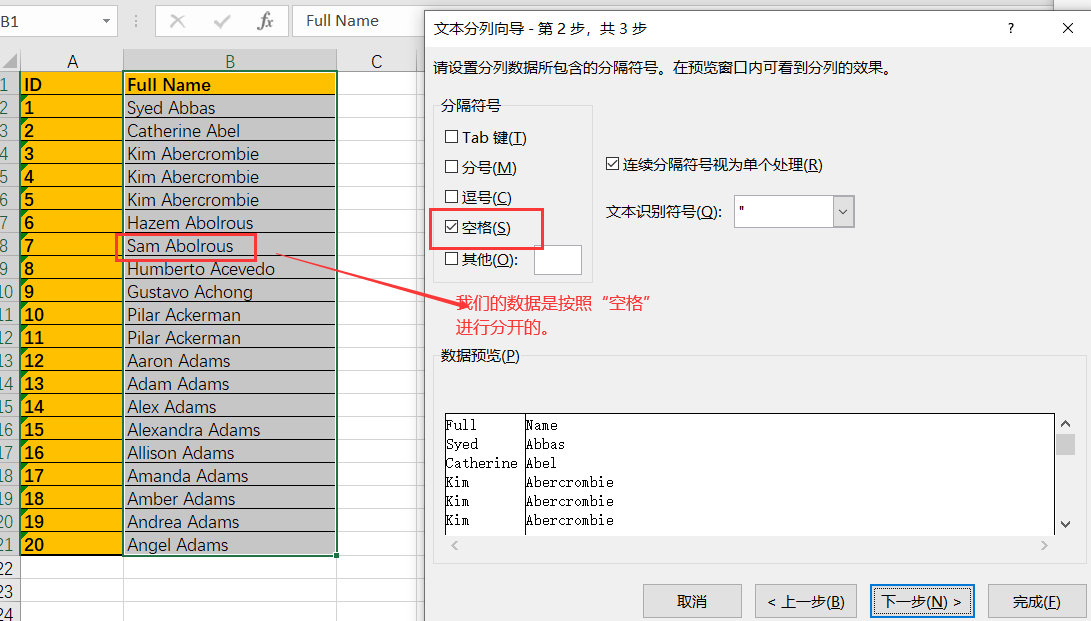 B1
fx
Full Name
A
B
C
1
ID
Full Name
2
1
Syed Abbas
3
2
Catherine Abel
4
3
Kim Abercrombie
5
4
Kim Abercrombie
6
5
Kim Abercrombie
7
6
Hazem Abolrous
8
7
Sam Abolrous
9
8
Humberto Acevedo
10
9
Gustavo Achong
11
10
Pilar Ackerman
12
11
Pilar Ackerman
13
12
Aaron Adams
14
13
Adam Adams
15
14
Alex Adams
16
15
Alexandra Adams
17
16
Allison Adams
18
17
Amanda Adams
19
18
Amber Adams
20
19
Andrea Adams
21
20
Angel Adams
22
23
24
文本分列向导 - 第 2 步，共 3 步
?
请设置分列数据所包含的分隔符号。在预览窗口内可看到分列的效果。
分隔符号
Tab 键(T)
分号(M)
逗号(C)
空格(S)
其他(O):
连续分隔符号视为单个处理(R)
文本识别符号(Q):
"
我们的数据是按照“空格”
进行分开的。
数据预览(P)
Full Name
Syed Abbas
Catherine Abel
Kim Abercrombie
Kim Abercrombie
Kim Abercrombie
取消
< 上一步(B)
下一步(N) >
完成(F)